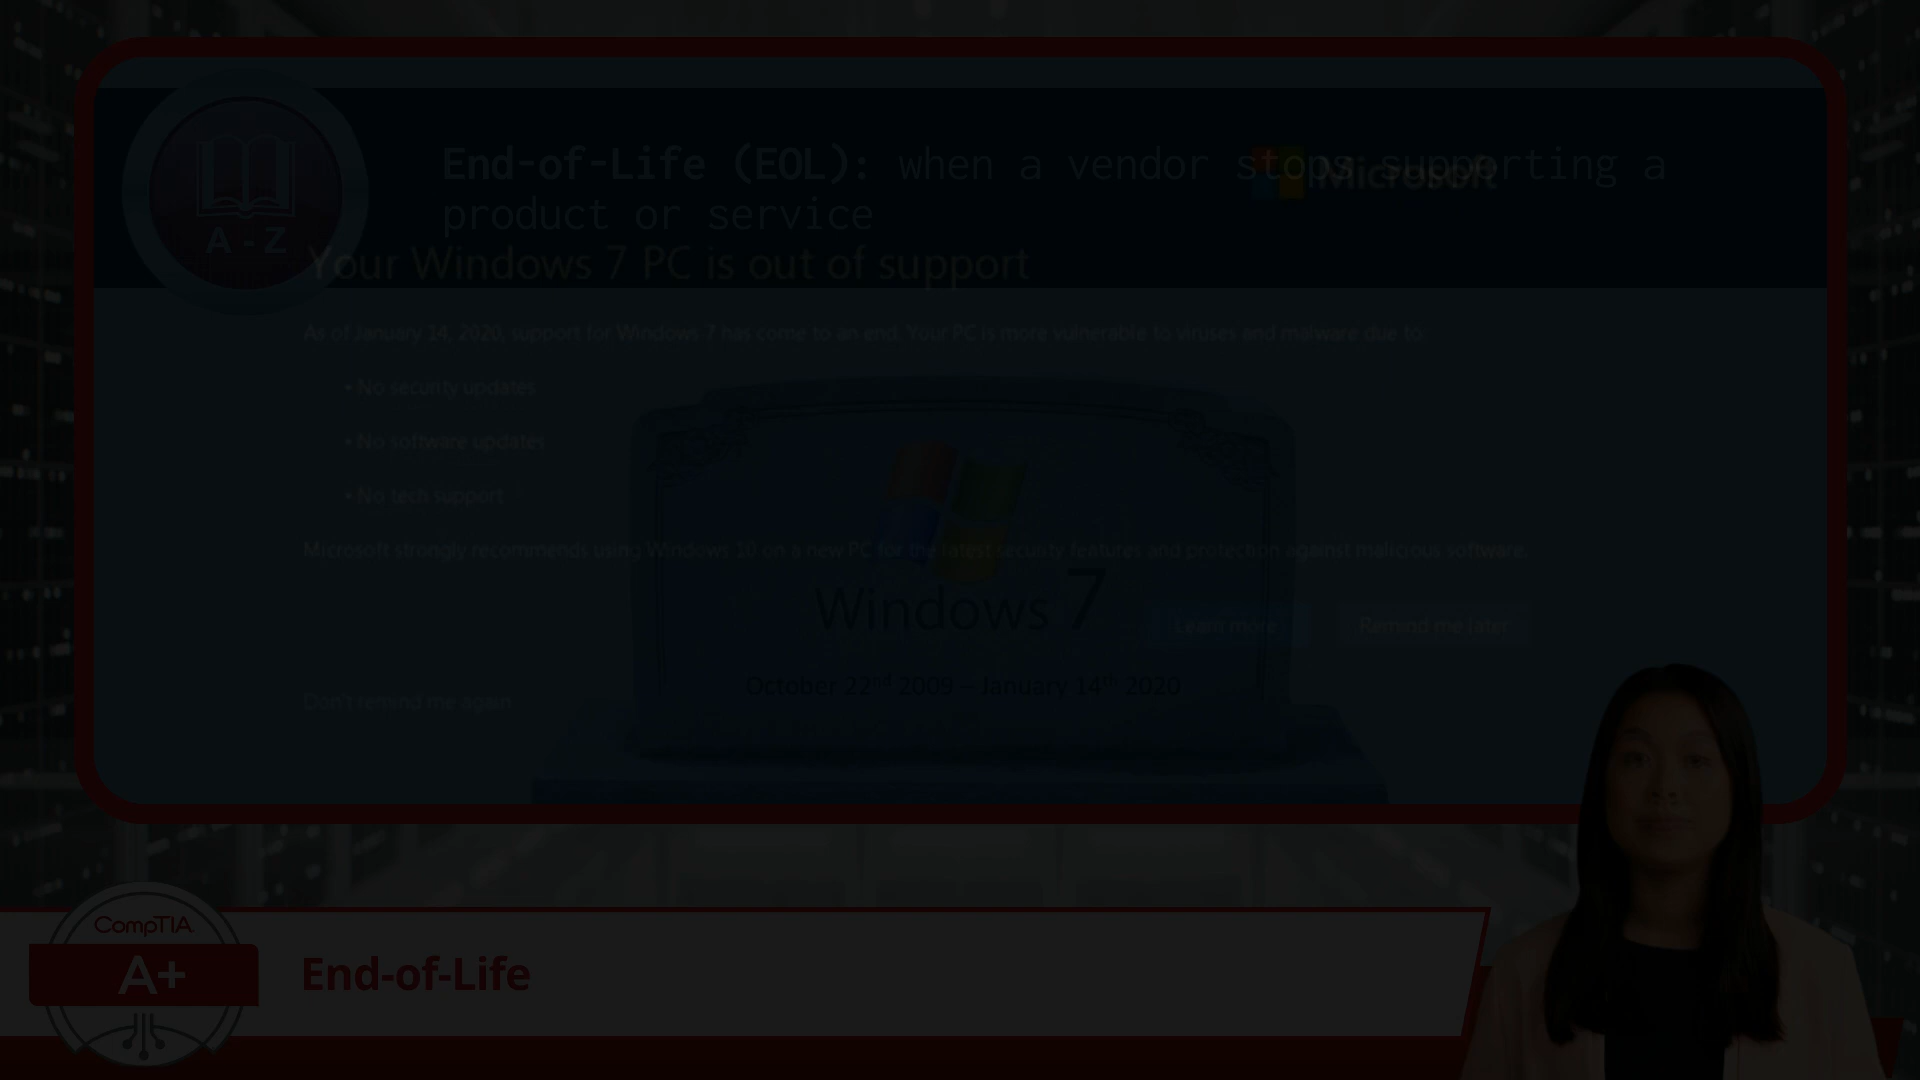 End-of-Life (EOL): when a vendor stops supporting a
product or service
Microsoft
A - Z
Your Windows 7 PC is out of support
As of January 14, 2020, support for Windows 7 has come to an end. Your PC is more vulnerable to viruses and malware due to:
• No security updates
• No software updates
• No tech support
Microsoft strongly recommends using Windows 10 on a new PC for the latest security features and protection against malicious software.
Windows 7
Learn more
Remind me later
October 22nd 2009 – January 14th 2020
Don't remind me again
CompTIA
A+
End-of-Life